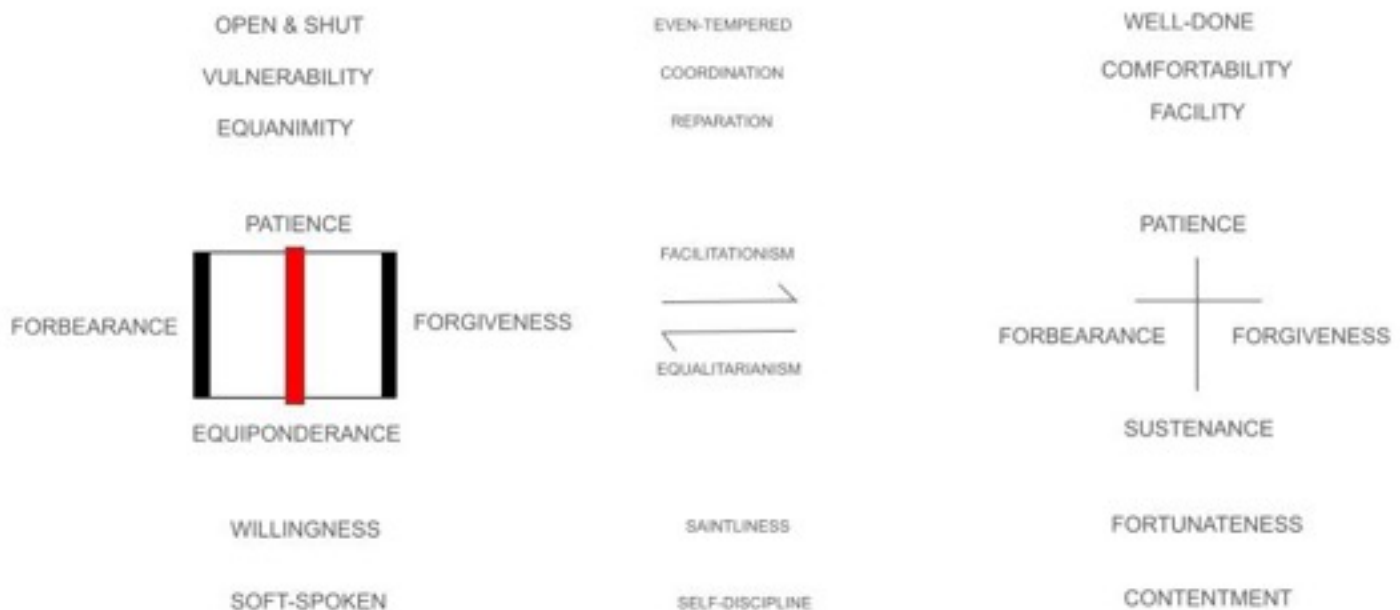 OPEN & SHUT
VULNERABILITY
EQUANIMITY
PATIENCE
FORBEARANCE
FORGIVENESS
EQUIPONDERANCE
WILLINGNESS
SOFT-SPOKEN
EVEN-TEMPERED
COORDINATION
REPARATION
FACILITATIONISM
EQUALITARIANISM
SAINTLINESS
SELF-DISCIPLINE
WELL-DONE
COMFORTABILITY
FACILITY
PATIENCE
FORBEARANCE
FORGIVENESS
SUSTENANCE
FORTUNATENESS
CONTENTMENT